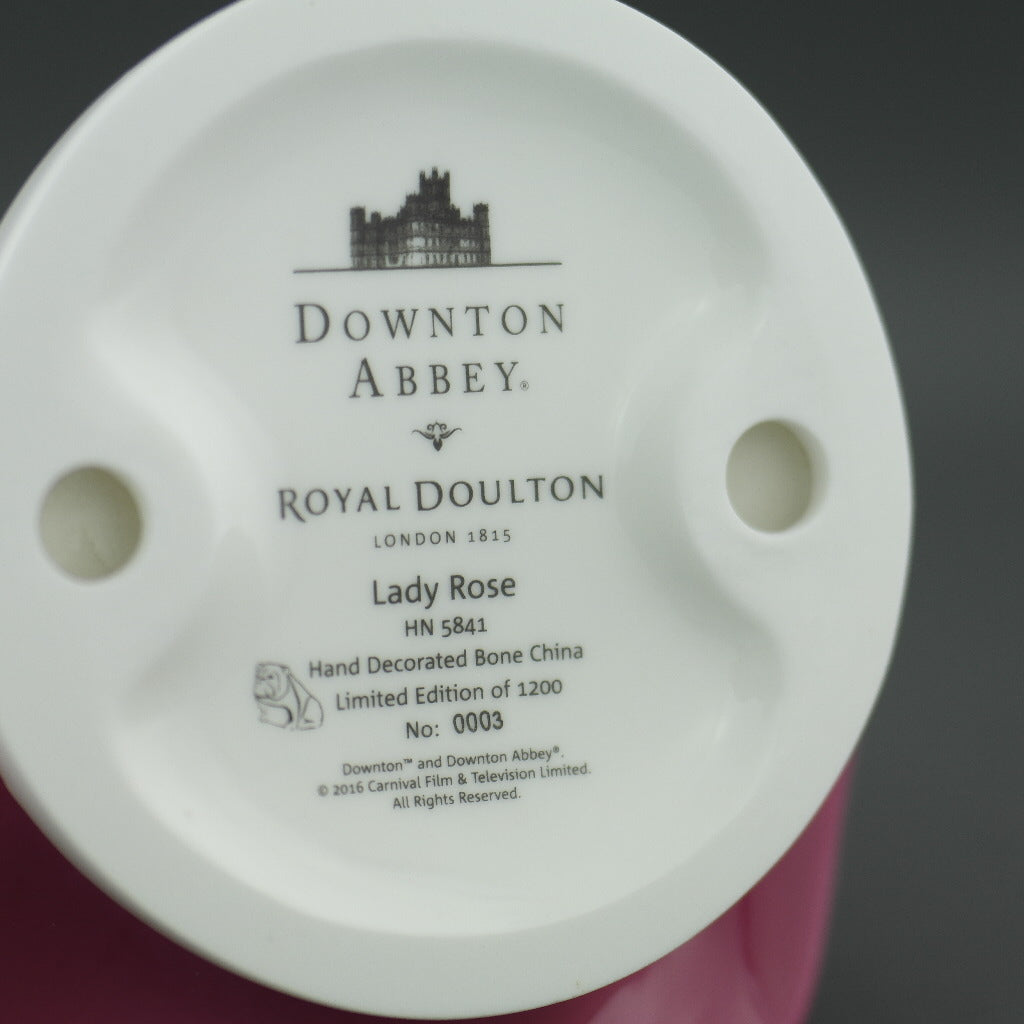 DOWNTON
ABBEY®
ROYAL DOULTON
LONDON 1815
Lady Rose
HN 5841
Hand Decorated Bone China
Limited Edition of 1200
No: 0003
Downton™ and Downton Abbey®.
© 2016 Carnival Film & Television Limited.
All Rights Reserved.